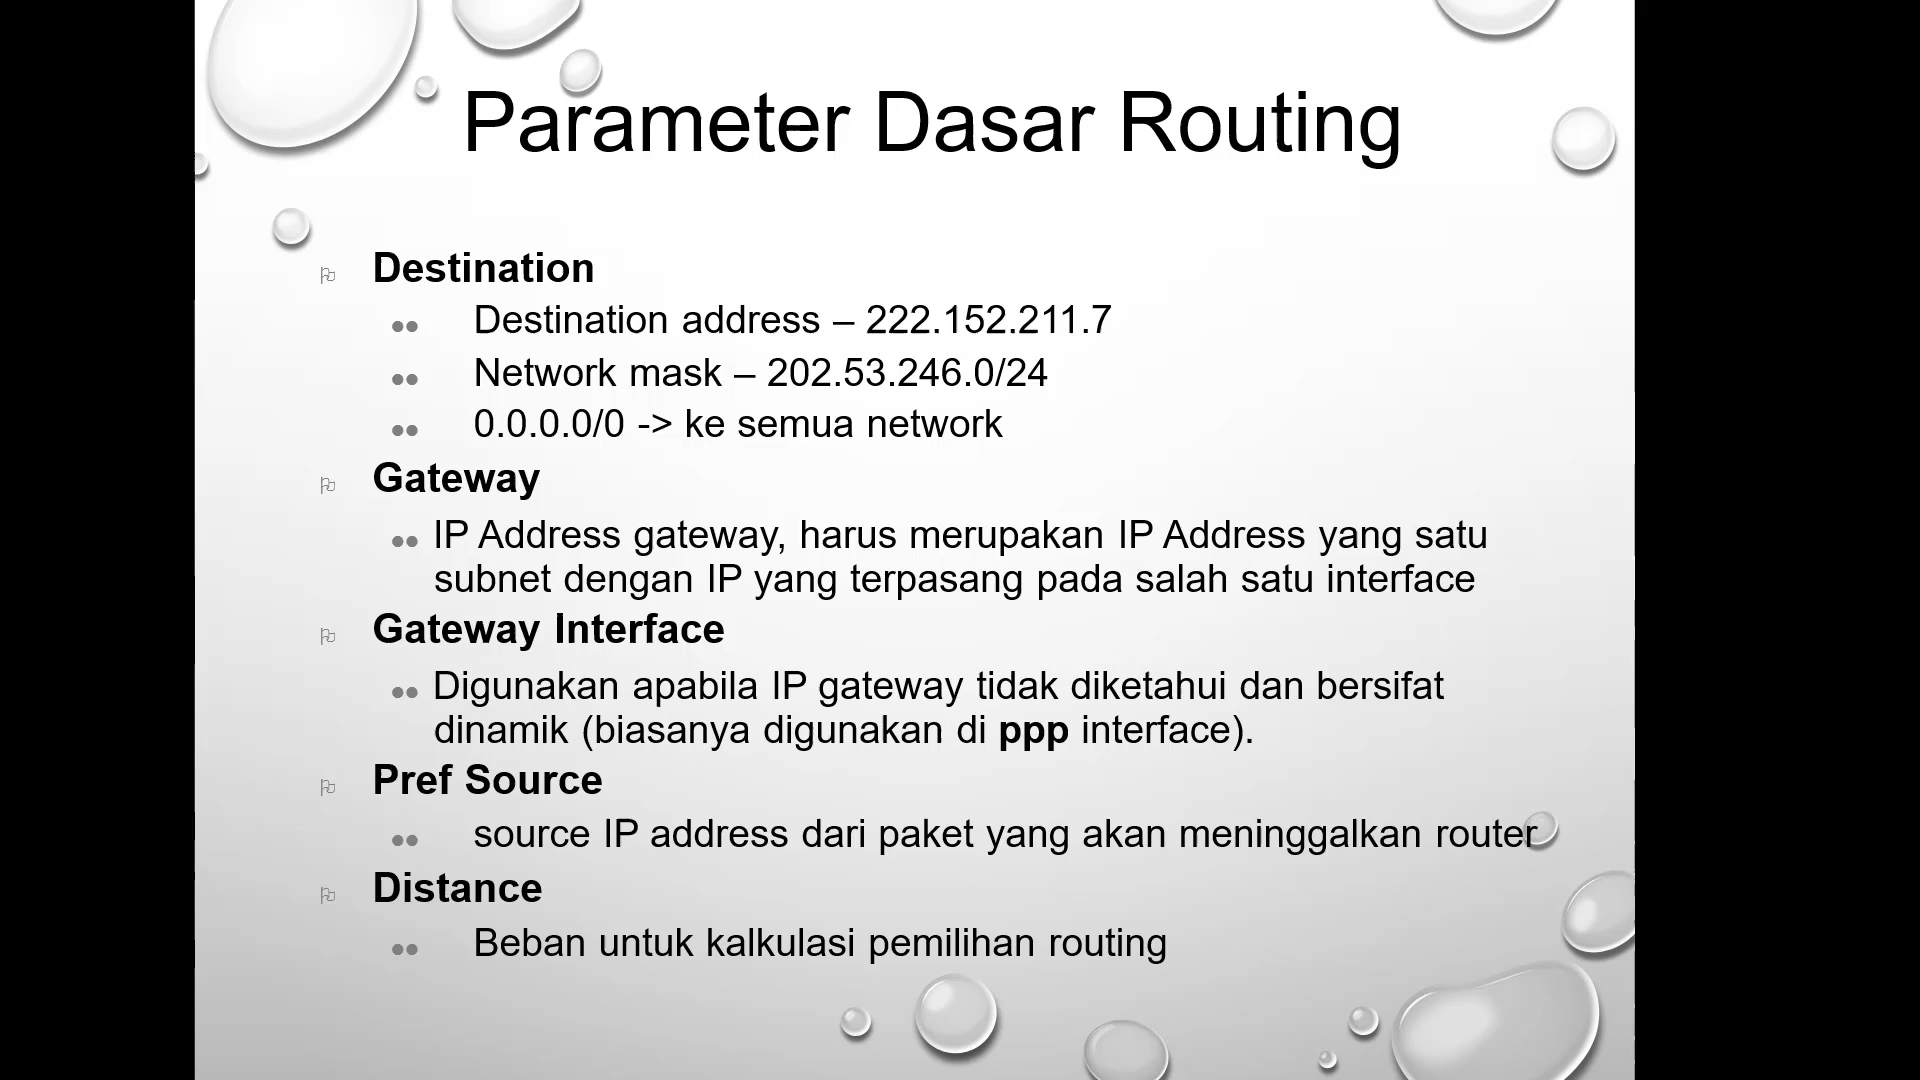 Parameter Dasar Routing
Destination
Destination address – 222.152.211.7
Network mask – 202.53.246.0/24
0.0.0.0/0 -> ke semua network
Gateway
IP Address gateway, harus merupakan IP Address yang satu
subnet dengan IP yang terpasang pada salah satu interface
Gateway Interface
Digunakan apabila IP gateway tidak diketahui dan bersifat
dinamik (biasanya digunakan di ppp interface).
Pref Source
source IP address dari paket yang akan meninggalkan router
Distance
Beban untuk kalkulasi pemilihan routing